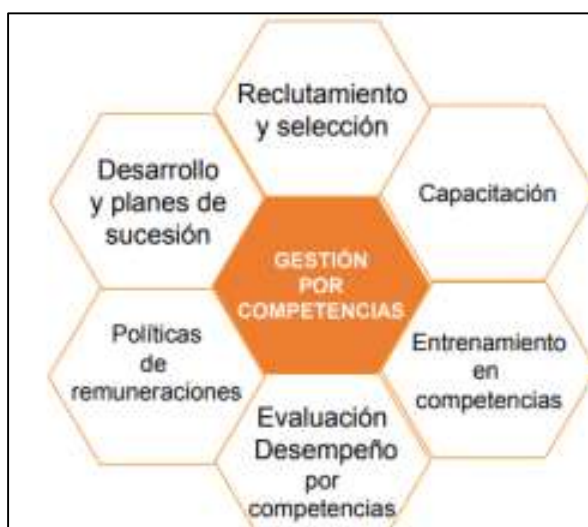 Reclutamiento
y selección
Capacitación
Entrenamiento
en
competencias
Evaluación
Desempeño
por
competencias
Políticas
de
remuneraciones
Desarrollo
y planes de
sucesión
GESTIÓN
POR
COMPETENCIAS